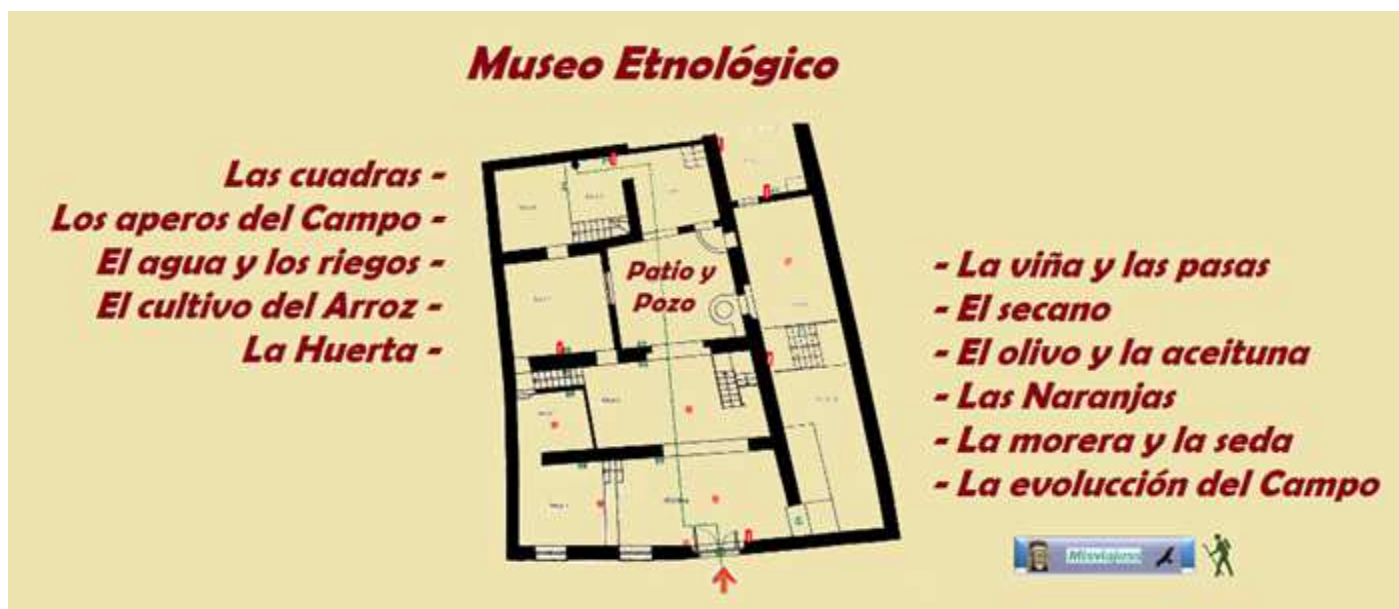 Museo Etnológico
Las cuadras -
Los aperos del Campo -
El agua y los riegos -
El cultivo del Arroz -
La Huerta -
Patio y
Pozo
- La viña y las pasas
- El secano
- El olivo y la aceituna
- Las Naranjas
- La morera y la seda
- La evolucción del Campo
Misviajess